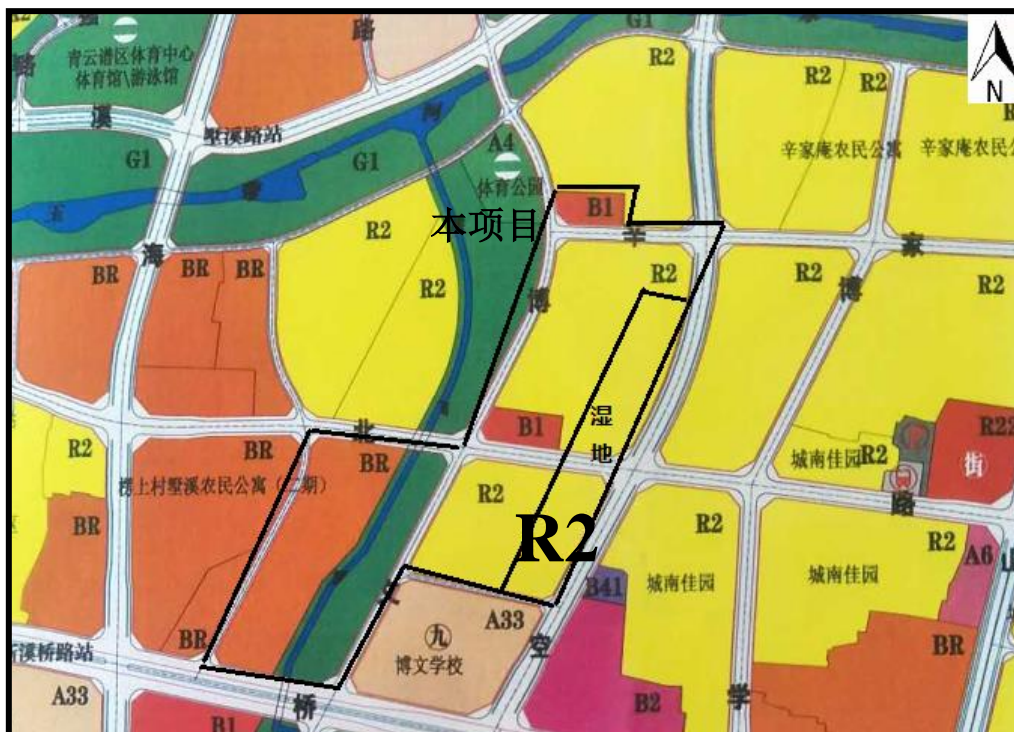 青云谱区体育中心
体育馆\游泳馆
路
路
溪
墅溪路站
G1
G1
河
A4
体育公园
本项目
R2
R2
R2
辛家庵农民公寓
辛家庵农民公
N
B1
羊
家
R2
R2
R2
海
博
博
BR
BR
BR
R2
R2
湿
地
B1
北
BR
BR
R2
楞上村墅溪农民公寓（二期）
BR
R2
R2
城南佳园
R2
R22
街
路
R2
R2
A6
山
B41
城南佳园
城南佳园
文
A33
九
博文学校
空
BR
BR
溪桥路站
A33
B1
桥
B2
学